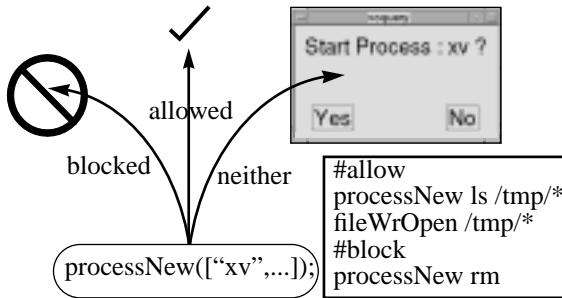 Start Process : xv ?
Yes No
allowed
blocked
neither
processNew(["xv",...]);
#allow
processNew ls /tmp/*
fileWrOpen /tmp/*
#block
processNew rm